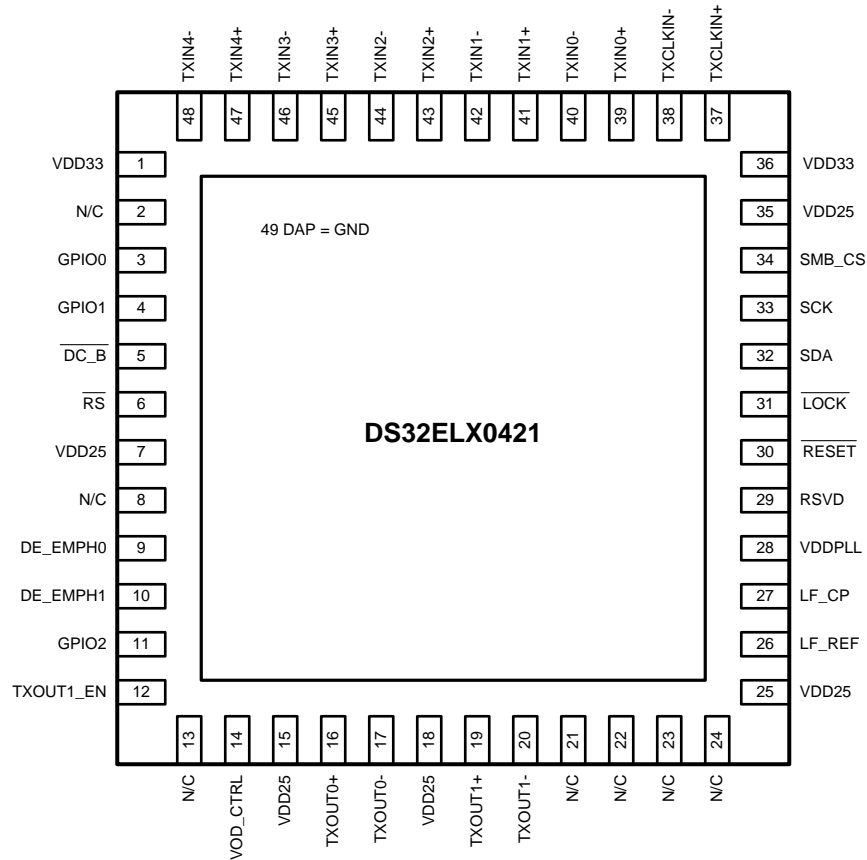 TXIN4-
TXIN4+
TXIN3-
TXIN3+
TXIN2-
TXIN2+
TXIN1-
TXIN1+
TXIN0-
TXIN0+
TXCLKIN-
TXCLKIN+
48
47
46
45
44
43
42
41
40
39
38
37
VDD33 1
36 VDD33
N/C 2
35 VDD25
49 DAP = GND
GPIO0 3
34 SMB_CS
GPIO1 4
33 SCK
DC_B 5
32 SDA
RS 6
31 LOCK
DS32ELX0421
VDD25 7
30 RESET
N/C 8
29 RSVD
DE_EMPH0 9
28 VDDPLL
DE_EMPH1 10
27 LF_CP
GPIO2 11
26 LF_REF
TXOUT1_EN 12
25 VDD25
13
14
15
16
17
18
19
20
21
22
23
24
N/C
VOD_CTRL
VDD25
TXOUT0+
TXOUT0-
VDD25
TXOUT1+
TXOUT1-
N/C
N/C
N/C
N/C